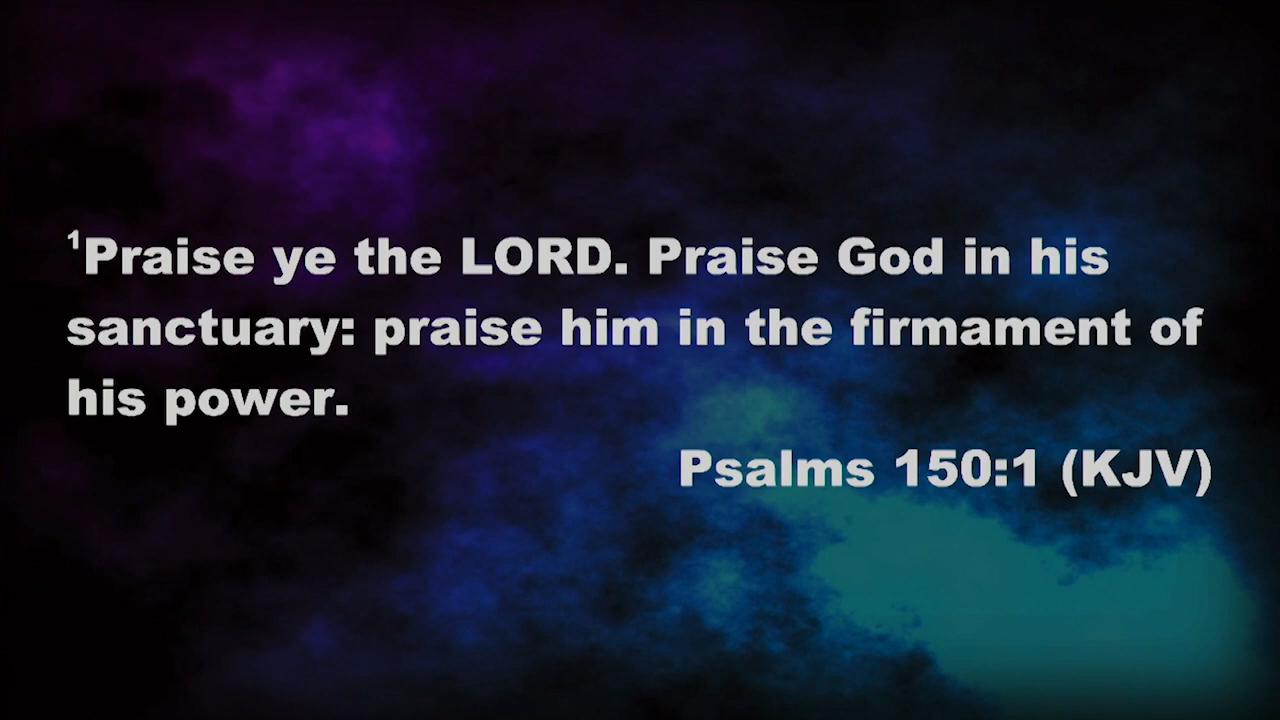 ¹Praise ye the LORD. Praise God in his
sanctuary: praise him in the firmament of
his power.
Psalms 150:1 (KJV)